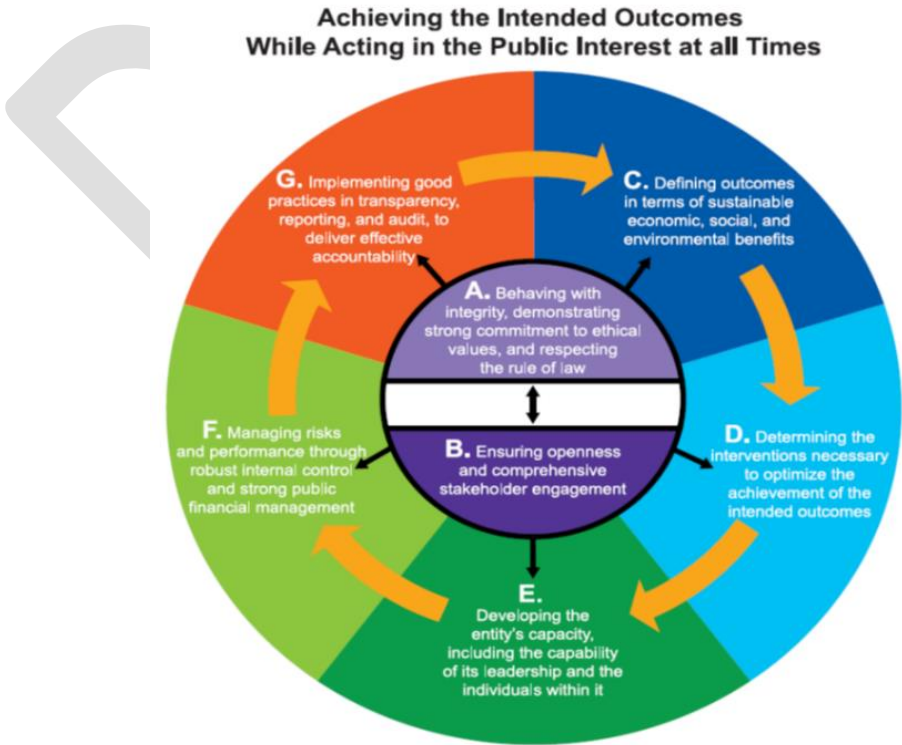 Achieving the Intended Outcomes
While Acting in the Public Interest at all Times
G. Implementing good
practices in transparency,
reporting, and audit, to
deliver effective
accountability
C. Defining outcomes
in terms of sustainable
economic, social, and
environmental benefits
A. Behaving with
integrity, demonstrating
strong commitment to ethical
values, and respecting
the rule of law
B. Ensuring openness
and comprehensive
stakeholder engagement
F. Managing risks
and performance through
robust internal control
and strong public
financial management
D. Determining the
interventions necessary
to optimize the
achievement of the
intended outcomes
E.
Developing the
entity's capacity,
including the capability
of its leadership and the
individuals within it